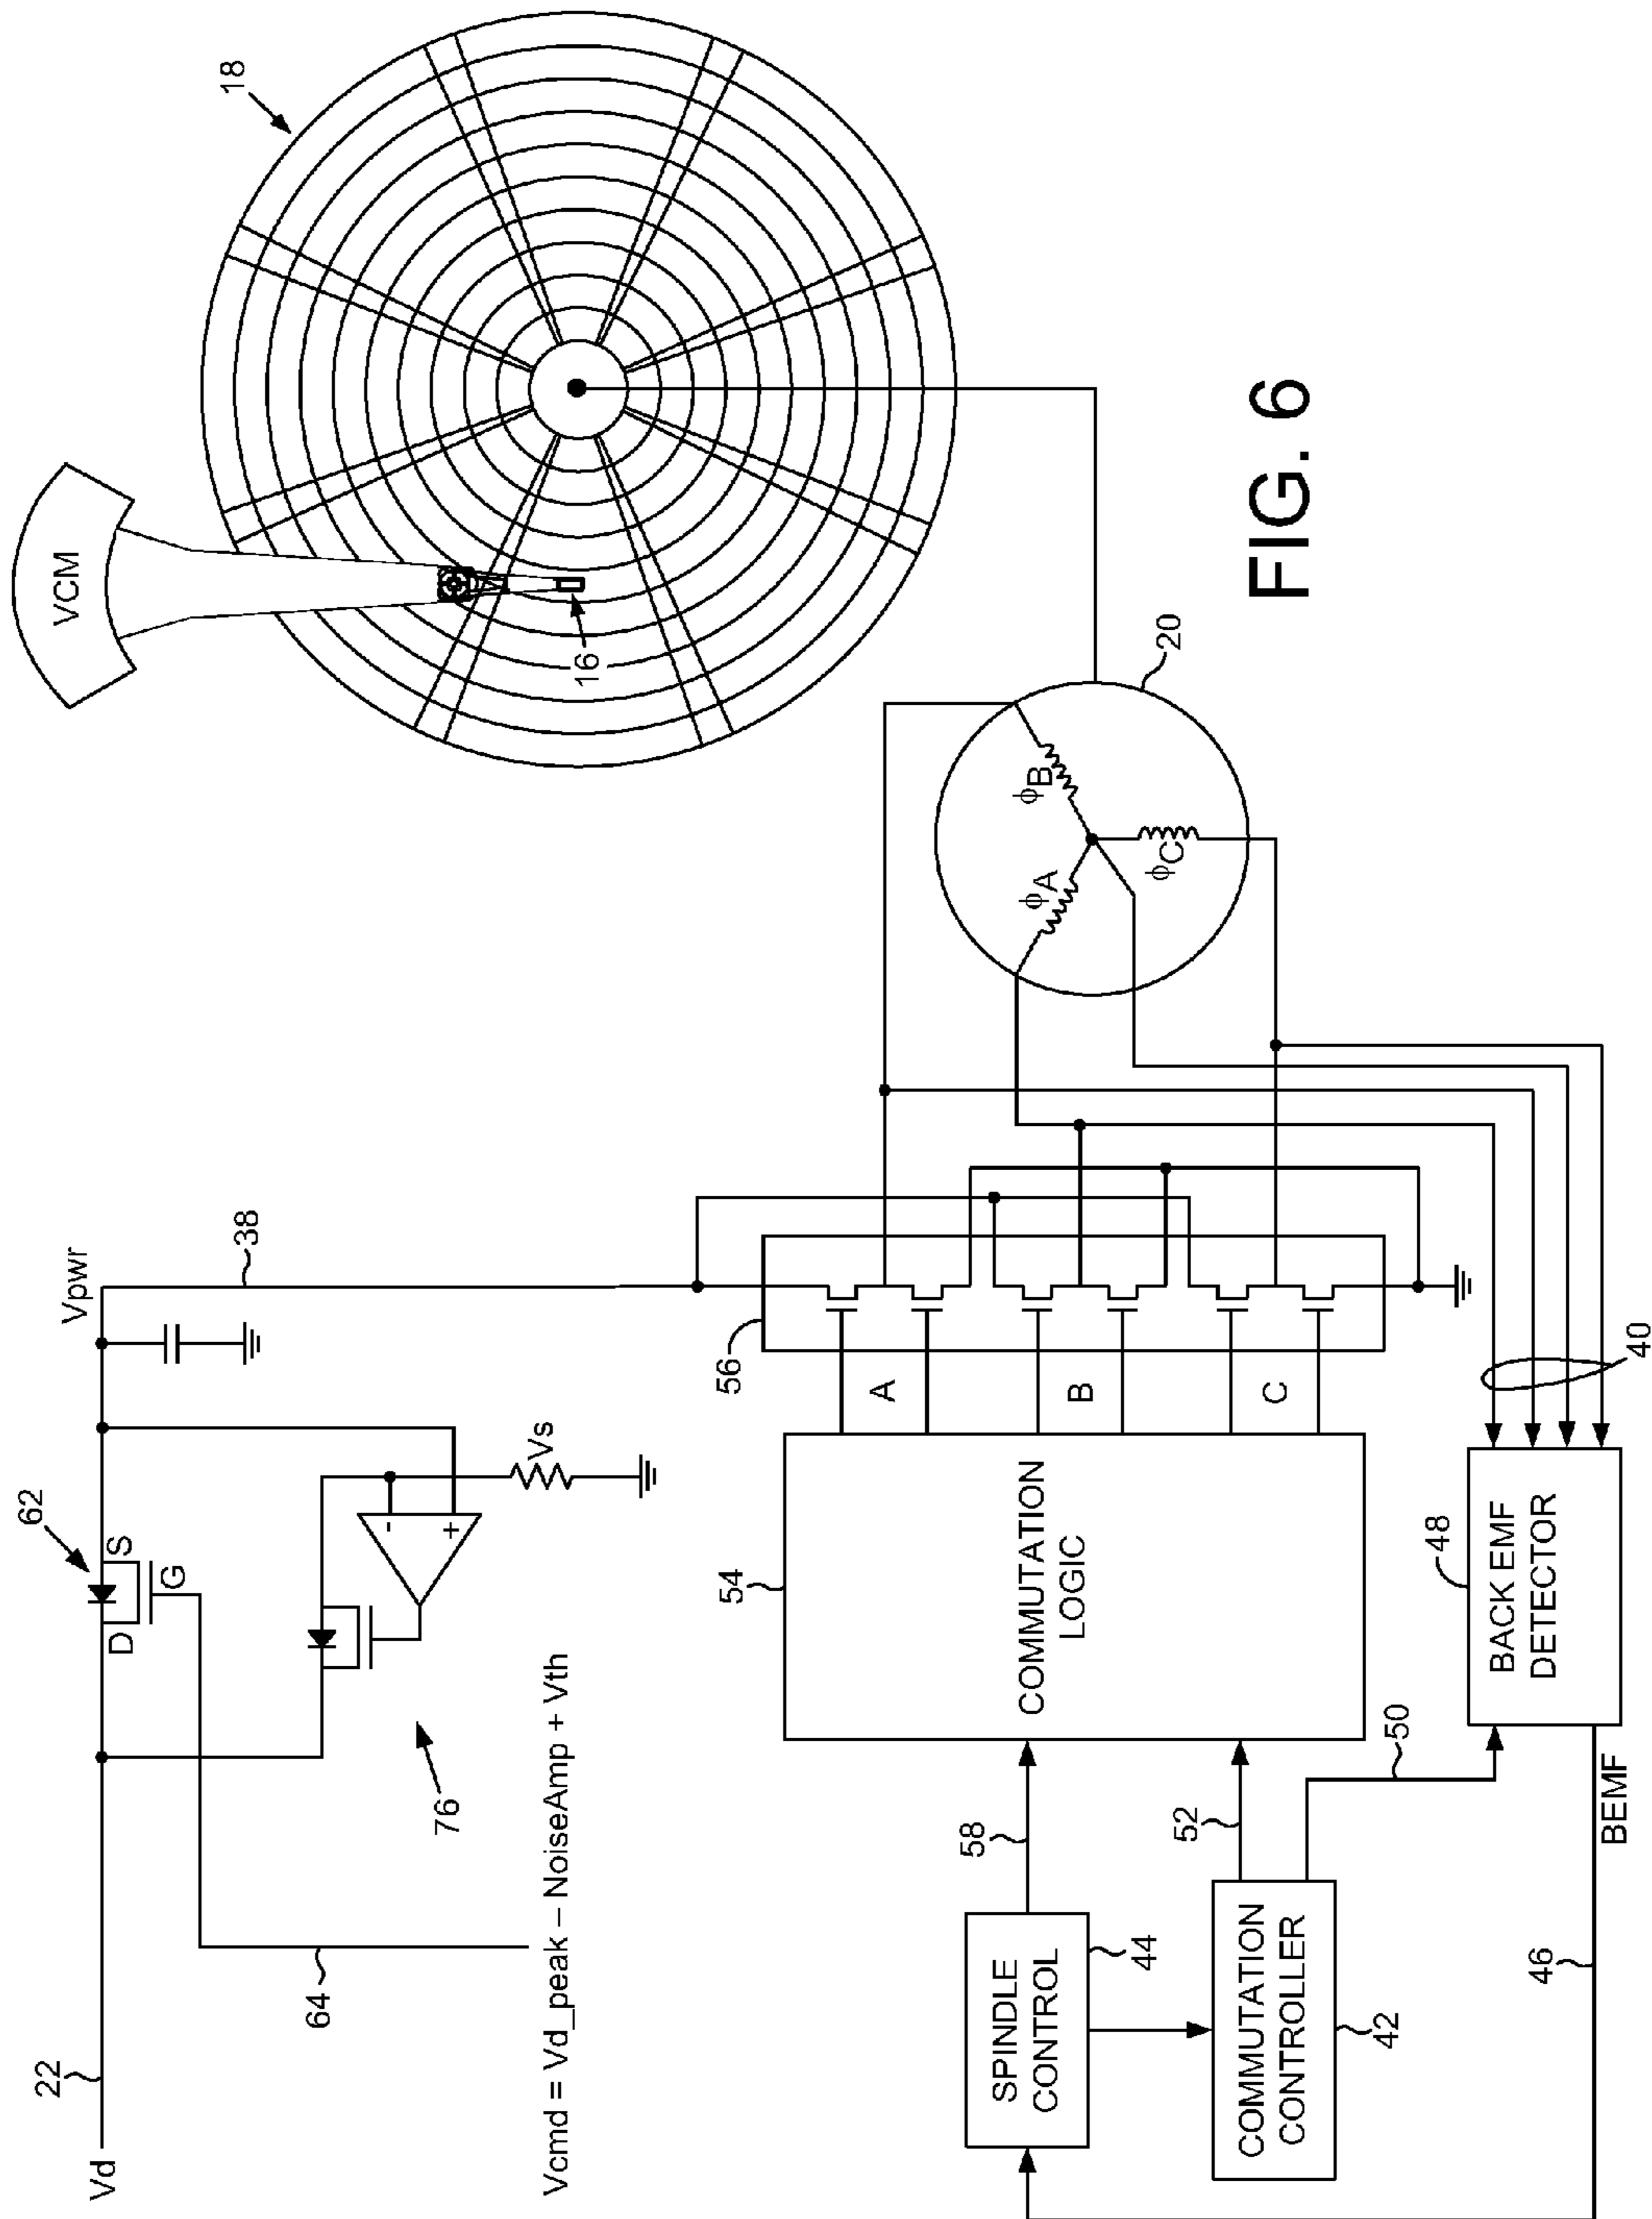 Vd
22
62
D
S
G
Vpwr
38
Vs
-
+
76
64
Vcmd = Vd_peak – NoiseAmp + Vth
VCM
18
16
56
54
COMMUTATION
LOGIC
A
B
C
58
52
50
SPINDLE
CONTROL
44
COMMUTATION
CONTROLLER
42
BACK EMF
DETECTOR
48
40
46
BEMF
20
ϕA
ϕB
ϕC
FIG. 6